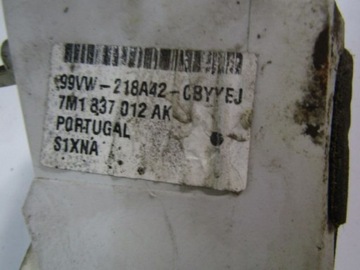 99VW-218A42-CBYYEJ
7M1 837 012 AK
PORTUGAL
S1XNA